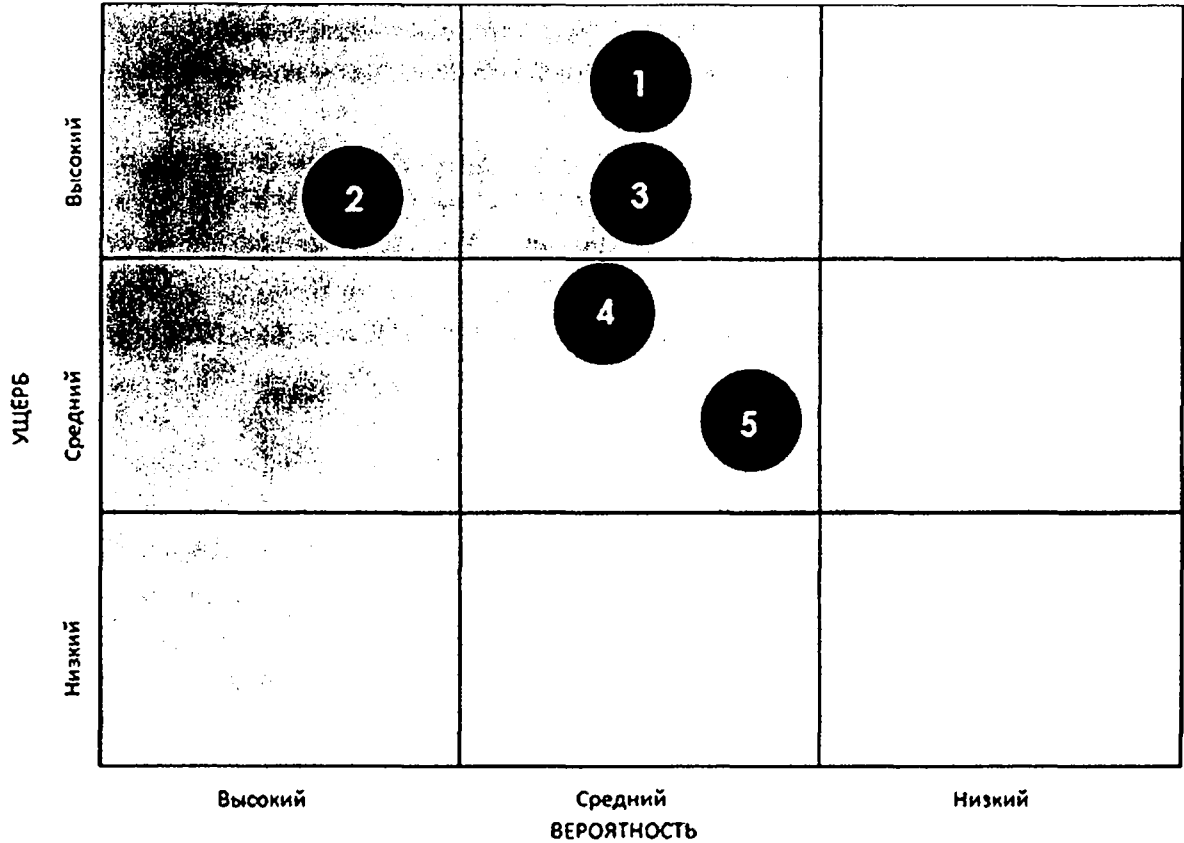 1
2
3
4
5
УЩЕРБ
Высокий
Средний
Низкий
Высокий
Средний
Низкий
ВЕРОЯТНОСТЬ